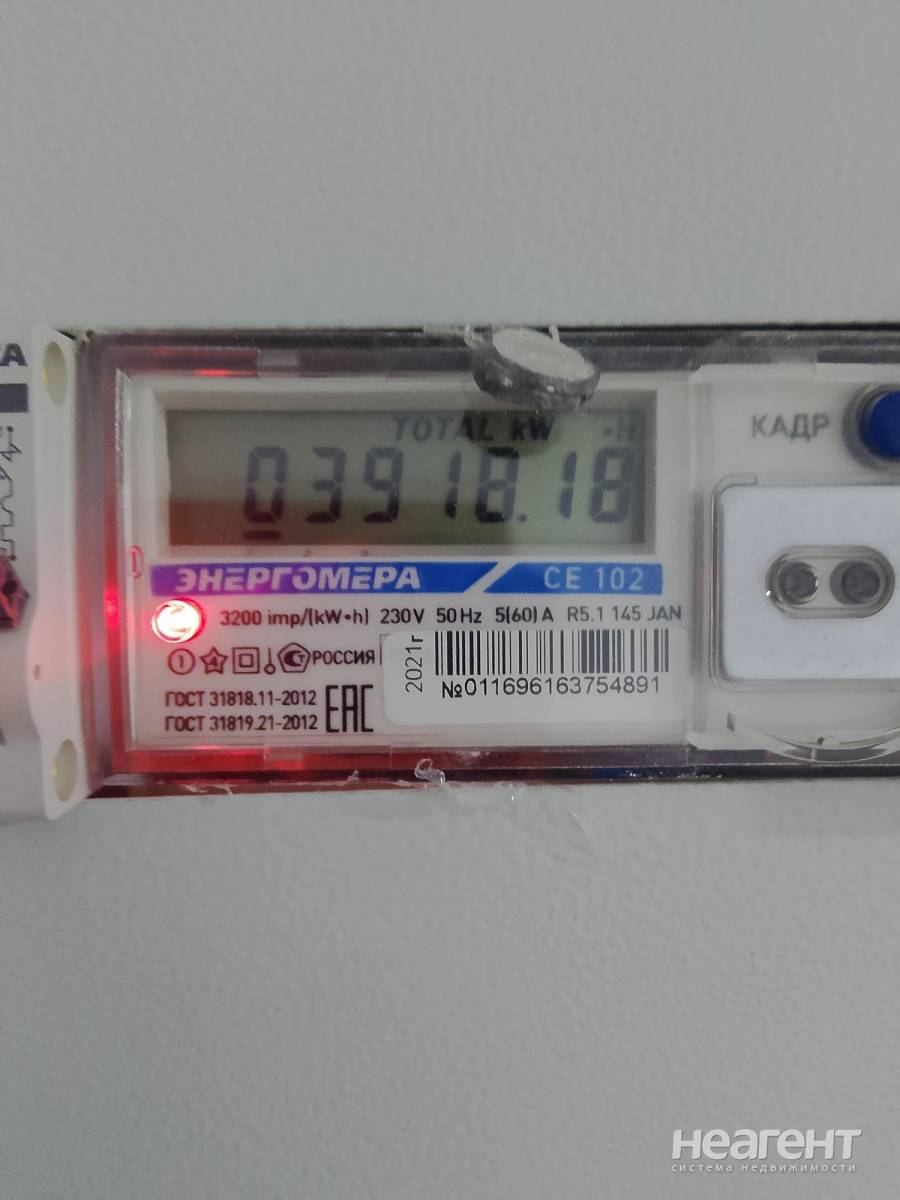 TOTAL kW•H
03918.18
КАДР
ЭНЕРГОМЕРА CE 102
3200 imp/(kW•h) 230V 50Hz 5(60)A R5.1 145 JAN
РОССИЯ
ГОСТ 31818.11-2012
ГОСТ 31819.21-2012
ЕАС
2021г
№011696163754891
неагент
система недвижимости